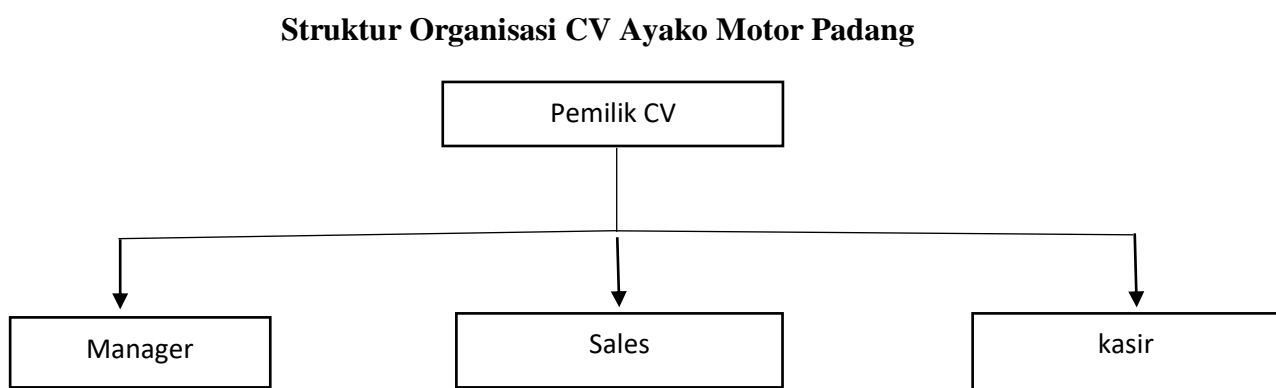 Struktur Organisasi CV Ayako Motor Padang
Pemilik CV
Manager
Sales
kasir